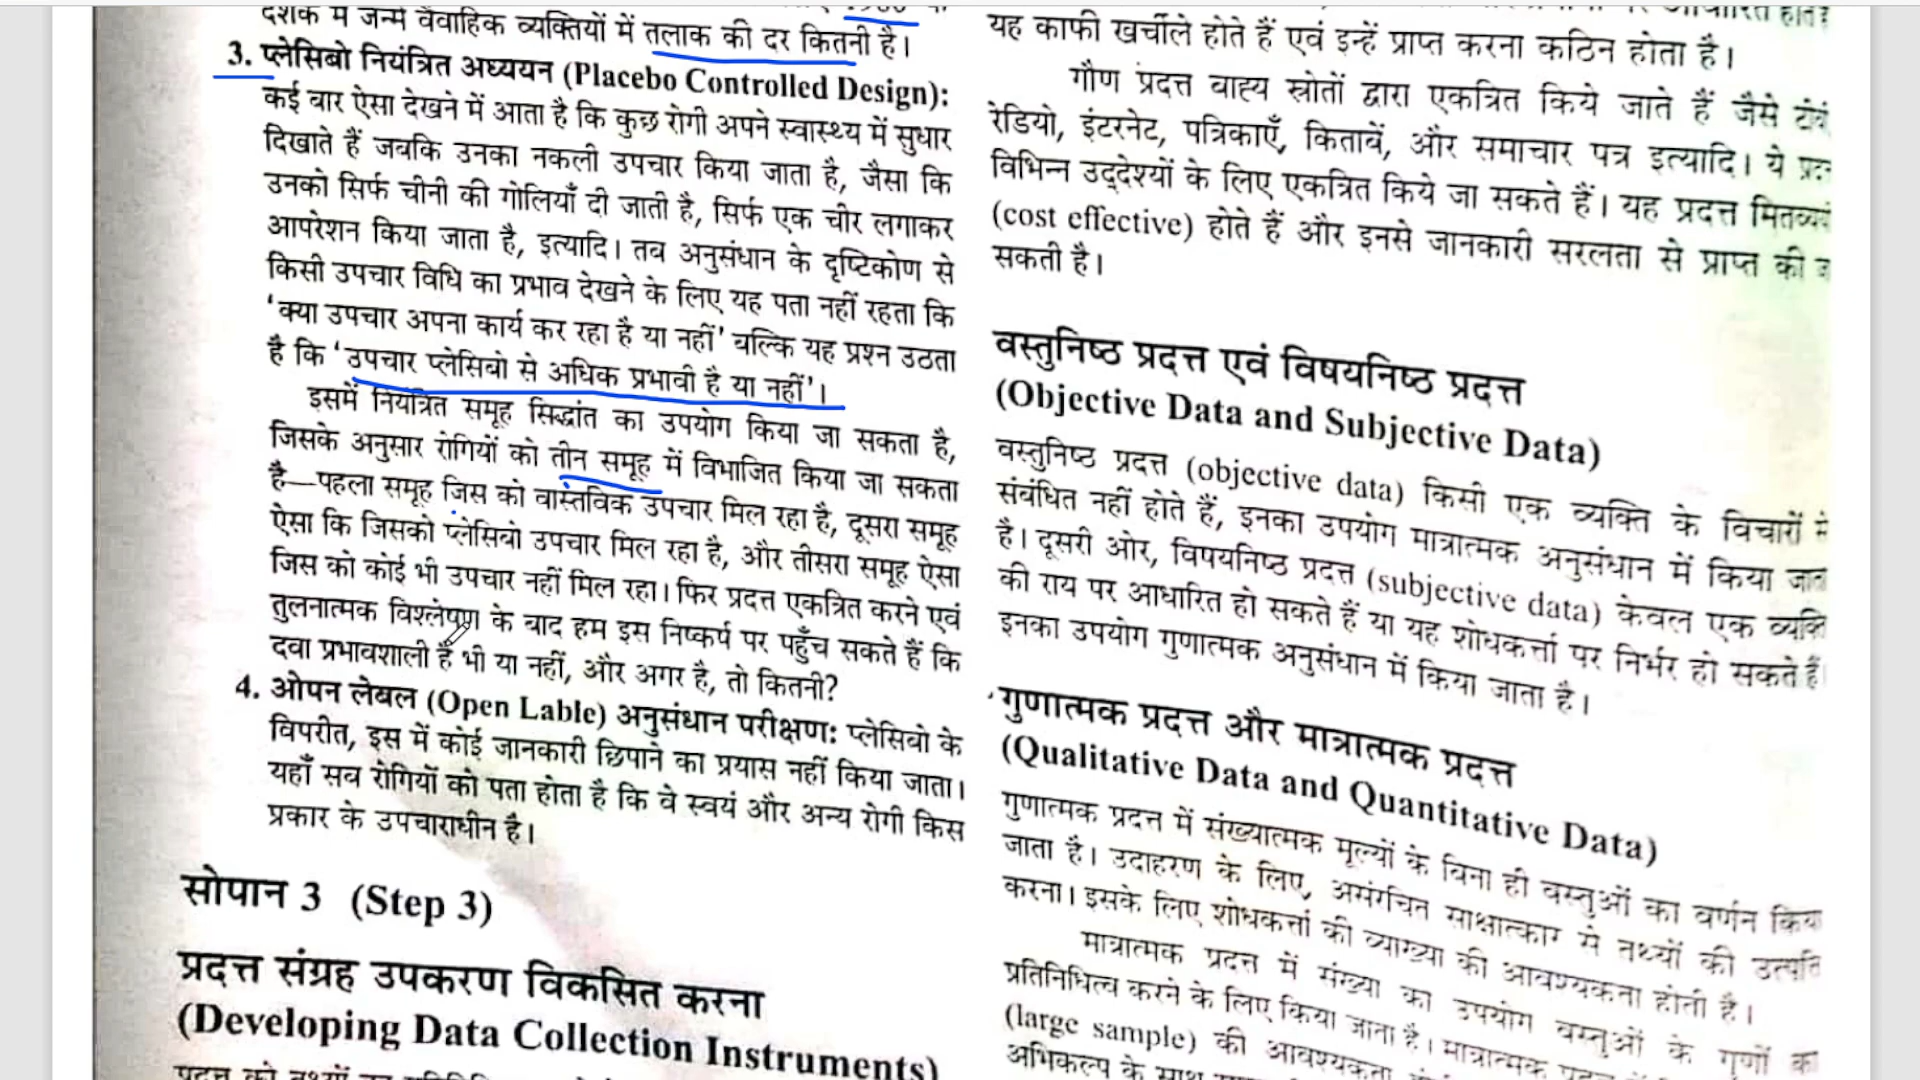 दशक में जन्मे वैवाहिक व्यक्तियों में तलाक की दर कितनी है।
3. प्लेसिबो नियंत्रित अध्ययन (Placebo Controlled Design):
कई बार ऐसा देखने में आता है कि कुछ रोगी अपने स्वास्थ्य में सुधार
दिखाते हैं जबकि उनका नकली उपचार किया जाता है, जैसा कि
उनको सिर्फ चीनी की गोलियाँ दी जाती है, सिर्फ एक चीर लगाकर
आपरेशन किया जाता है, इत्यादि। तब अनुसंधान के दृष्टिकोण से
किसी उपचार विधि का प्रभाव देखने के लिए यह पता नहीं रहता कि
'क्या उपचार अपना कार्य कर रहा है या नहीं' बल्कि यह प्रश्न उठता
है कि 'उपचार प्लेसिबो से अधिक प्रभावी है या नहीं'।
इसमें नियंत्रित समूह सिद्धांत का उपयोग किया जा सकता है,
जिसके अनुसार रोगियों को तीन समूह में विभाजित किया जा सकता
है—पहला समूह जिस को वास्तविक उपचार मिल रहा है, दूसरा समूह
ऐसा कि जिसको प्लेसिबो उपचार मिल रहा है, और तीसरा समूह ऐसा
जिस को कोई भी उपचार नहीं मिल रहा। फिर प्रदत्त एकत्रित करने एवं
तुलनात्मक विश्लेषण के बाद हम इस निष्कर्ष पर पहुँच सकते हैं कि
दवा प्रभावशाली है भी या नहीं, और अगर है, तो कितनी?
4. ओपन लेबल (Open Lable) अनुसंधान परीक्षण: प्लेसिबो के
विपरीत, इस में कोई जानकारी छिपाने का प्रयास नहीं किया जाता।
यहाँ सब रोगियों को पता होता है कि वे स्वयं और अन्य रोगी किस
प्रकार के उपचाराधीन है।
सोपान 3 (Step 3)
प्रदत्त संग्रह उपकरण विकसित करना
(Developing Data Collection Instruments)
यह काफी खर्चीले होते हैं एवं इन्हें प्राप्त करना कठिन होता है।
गौण प्रदत्त वाह्य स्रोतों द्वारा एकत्रित किये जाते हैं जैसे
रेडियो, इंटरनेट, पत्रिकाएँ, किताबें, और समाचार पत्र इत्यादि। ये
विभिन्न उद्देश्यों के लिए एकत्रित किये जा सकते हैं। यह प्रदत्त
(cost effective) होते हैं और इनसे जानकारी सरलता से प्राप्त की
सकती है।
वस्तुनिष्ठ प्रदत्त एवं विषयनिष्ठ प्रदत्त
(Objective Data and Subjective Data)
वस्तुनिष्ठ प्रदत्त (objective data) किसी एक व्यक्ति के विचारों से
संबंधित नहीं होते हैं, इनका उपयोग मात्रात्मक अनुसंधान में किया
है। दूसरी ओर, विषयनिष्ठ प्रदत्त (subjective data) केवल एक व्यक्ति
की राय पर आधारित हो सकते हैं या यह शोधकर्त्ता पर निर्भर हो सकते हैं
इनका उपयोग गुणात्मक अनुसंधान में किया जाता है।
गुणात्मक प्रदत्त और मात्रात्मक प्रदत्त
(Qualitative Data and Quantitative Data)
गुणात्मक प्रदत्त में संख्यात्मक मूल्यों के बिना ही वस्तुओं का वर्णन
जाता है। उदाहरण के लिए, असंरचित साक्षात्कार से तथ्यों की उत्पत्ति
करना। इसके लिए शोधकर्त्ता की व्याख्या की आवश्यकता होती है।
मात्रात्मक प्रदत्त में संख्या का उपयोग वस्तुओं के गुणों का
प्रतिनिधित्व करने के लिए किया जाता है। मात्रात्मक
(large sample) की आवश्यकता
अभिकल्प के साथ